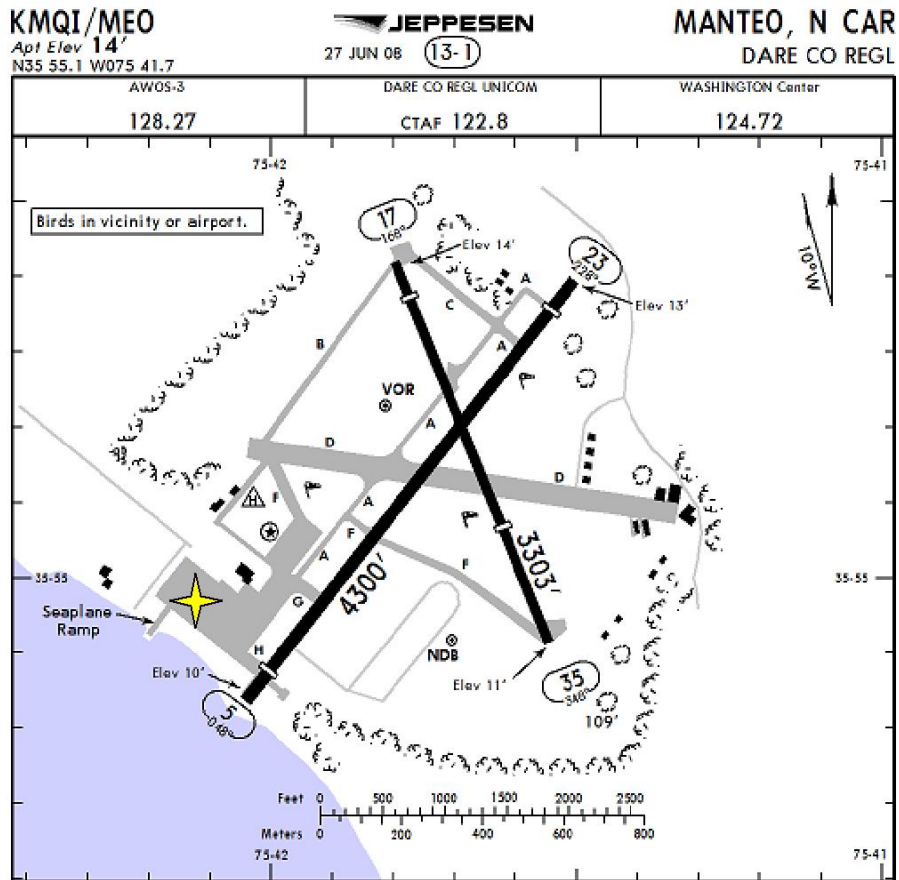 KMQI/MEO
Apt Elev 14'
N35 55.1 W075 41.7
JEPPESEN
27 JUN 08 13-1
MANTEO, N CAR
DARE CO REGL
AWOS-3
128.27
DARE CO REGL UNICOM
CTAF 122.8
WASHINGTON Center
124.72
75-42
75-41
Birds in vicinity or airport.
17
168°
Elev 14'
23
228°
Elev 13'
10°W
A
C
B
A
VOR
A
D
D
H
F
A
F
A
F
3303'
4300'
35-55
35-55
G
Seaplane
Ramp
H
NDB
Elev 10'
Elev 11'
5
048°
35
348°
109'
Feet 0 500 1000 1500 2000 2500
Meters 0 200 400 600 800
75-42
75-41